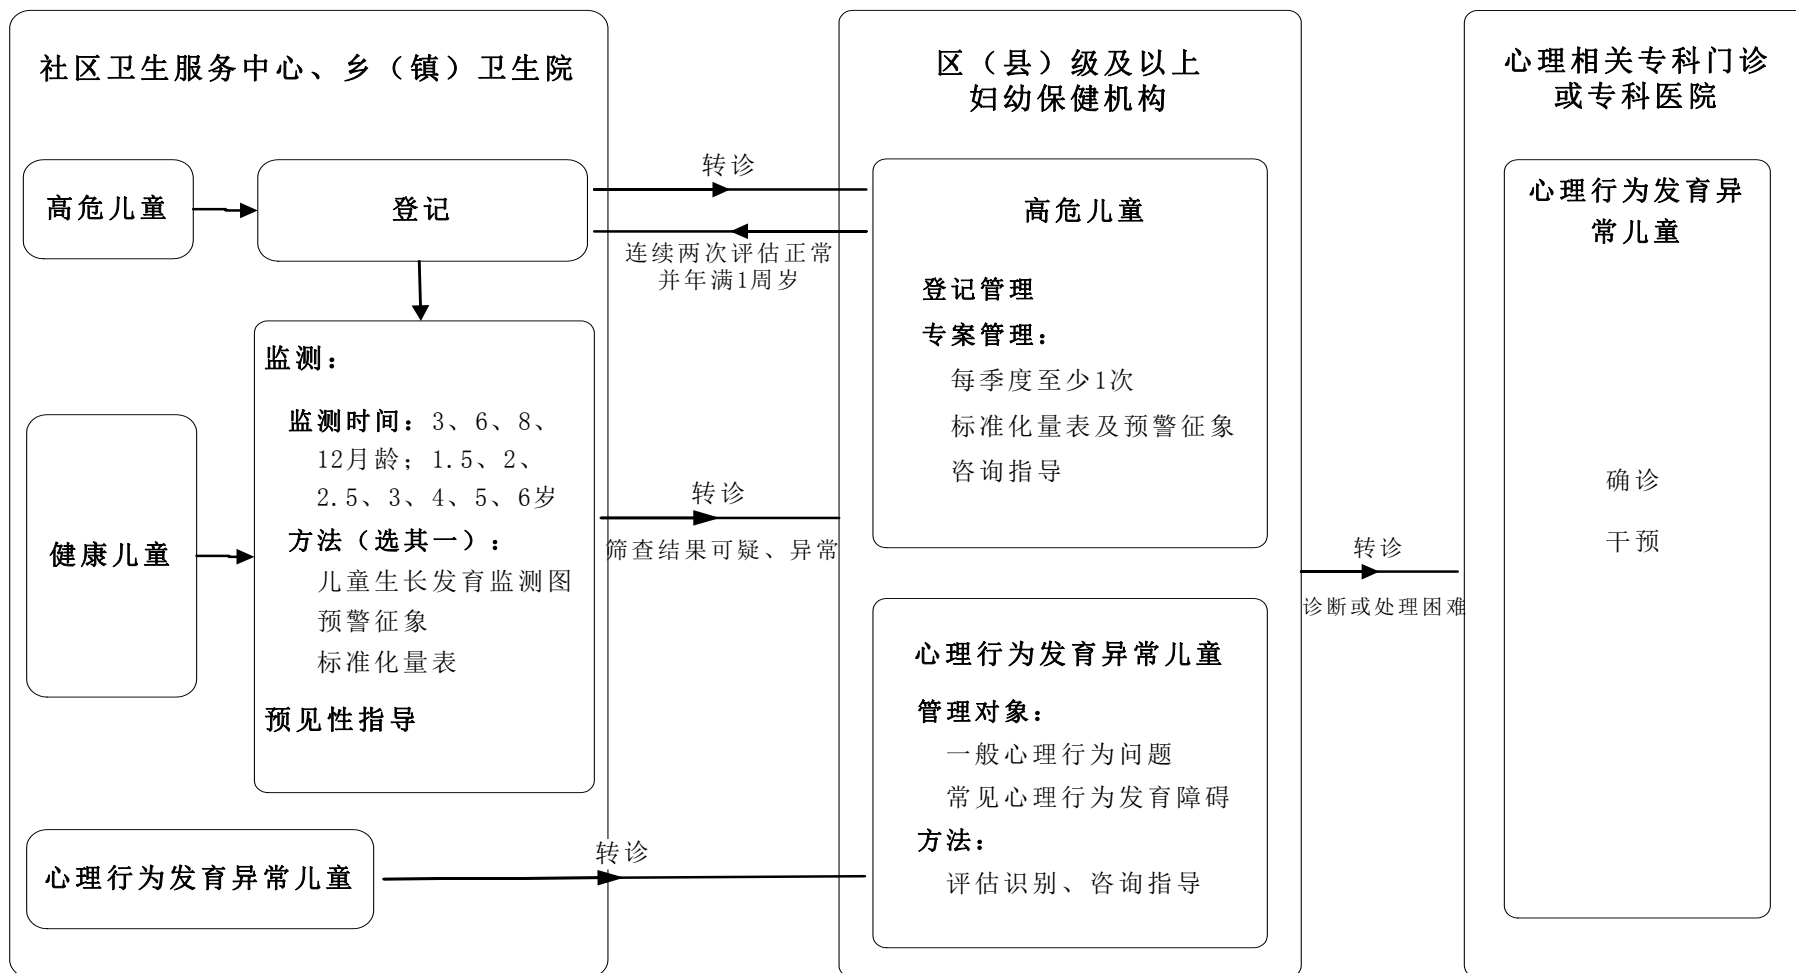 社区卫生服务中心、乡（镇）卫生院
高危儿童
登记
监测：
监测时间：3、6、8、
12月龄；1.5、2、
2.5、3、4、5、6岁
方法（选其一）：
儿童生长发育监测图
预警征象
标准化量表
预见性指导
健康儿童
心理行为发育异常儿童
转诊
连续两次评估正常
并年满1周岁
转诊
筛查结果可疑、异常
转诊
区（县）级及以上
妇幼保健机构
高危儿童
登记管理
专案管理：
每季度至少1次
标准化量表及预警征象
咨询指导
心理行为发育异常儿童
管理对象：
一般心理行为问题
常见心理行为发育障碍
方法：
评估识别、咨询指导
转诊
诊断或处理困难
心理相关专科门诊
或专科医院
心理行为发育异
常儿童
确诊
干预